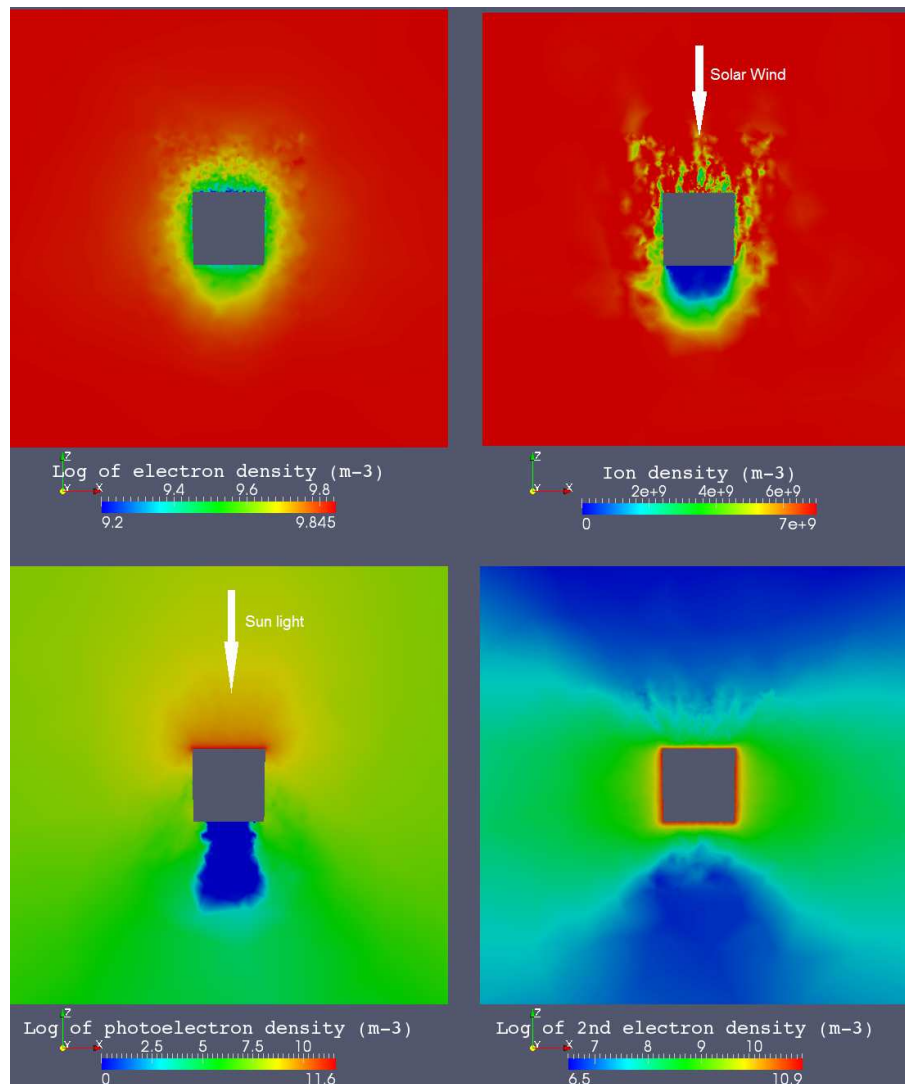 Solar Wind
Z
Y X
Log of electron density (m-3)
9.4 9.6 9.8
9.2 9.845
Z
Y X
Ion density (m-3)
2e+9 4e+9 6e+9
0 7e+9
Sun light
Z
Y X
Log of photoelectron density (m-3)
2.5 5 7.5 10
0 11.6
Z
Y X
Log of 2nd electron density (m-3)
7 8 9 10
6.5 10.9